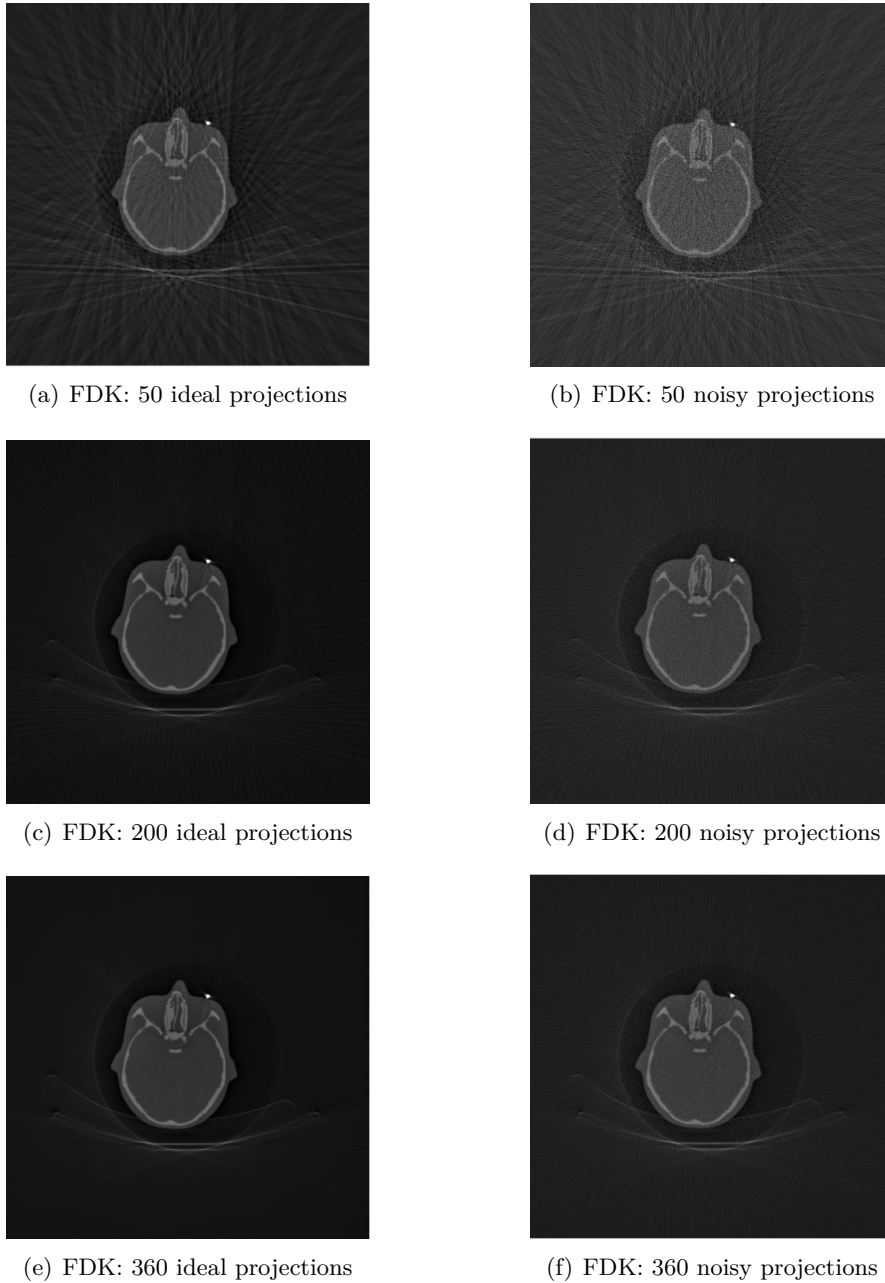 (a) FDK: 50 ideal projections
(b) FDK: 50 noisy projections
(c) FDK: 200 ideal projections
(d) FDK: 200 noisy projections
(e) FDK: 360 ideal projections
(f) FDK: 360 noisy projections